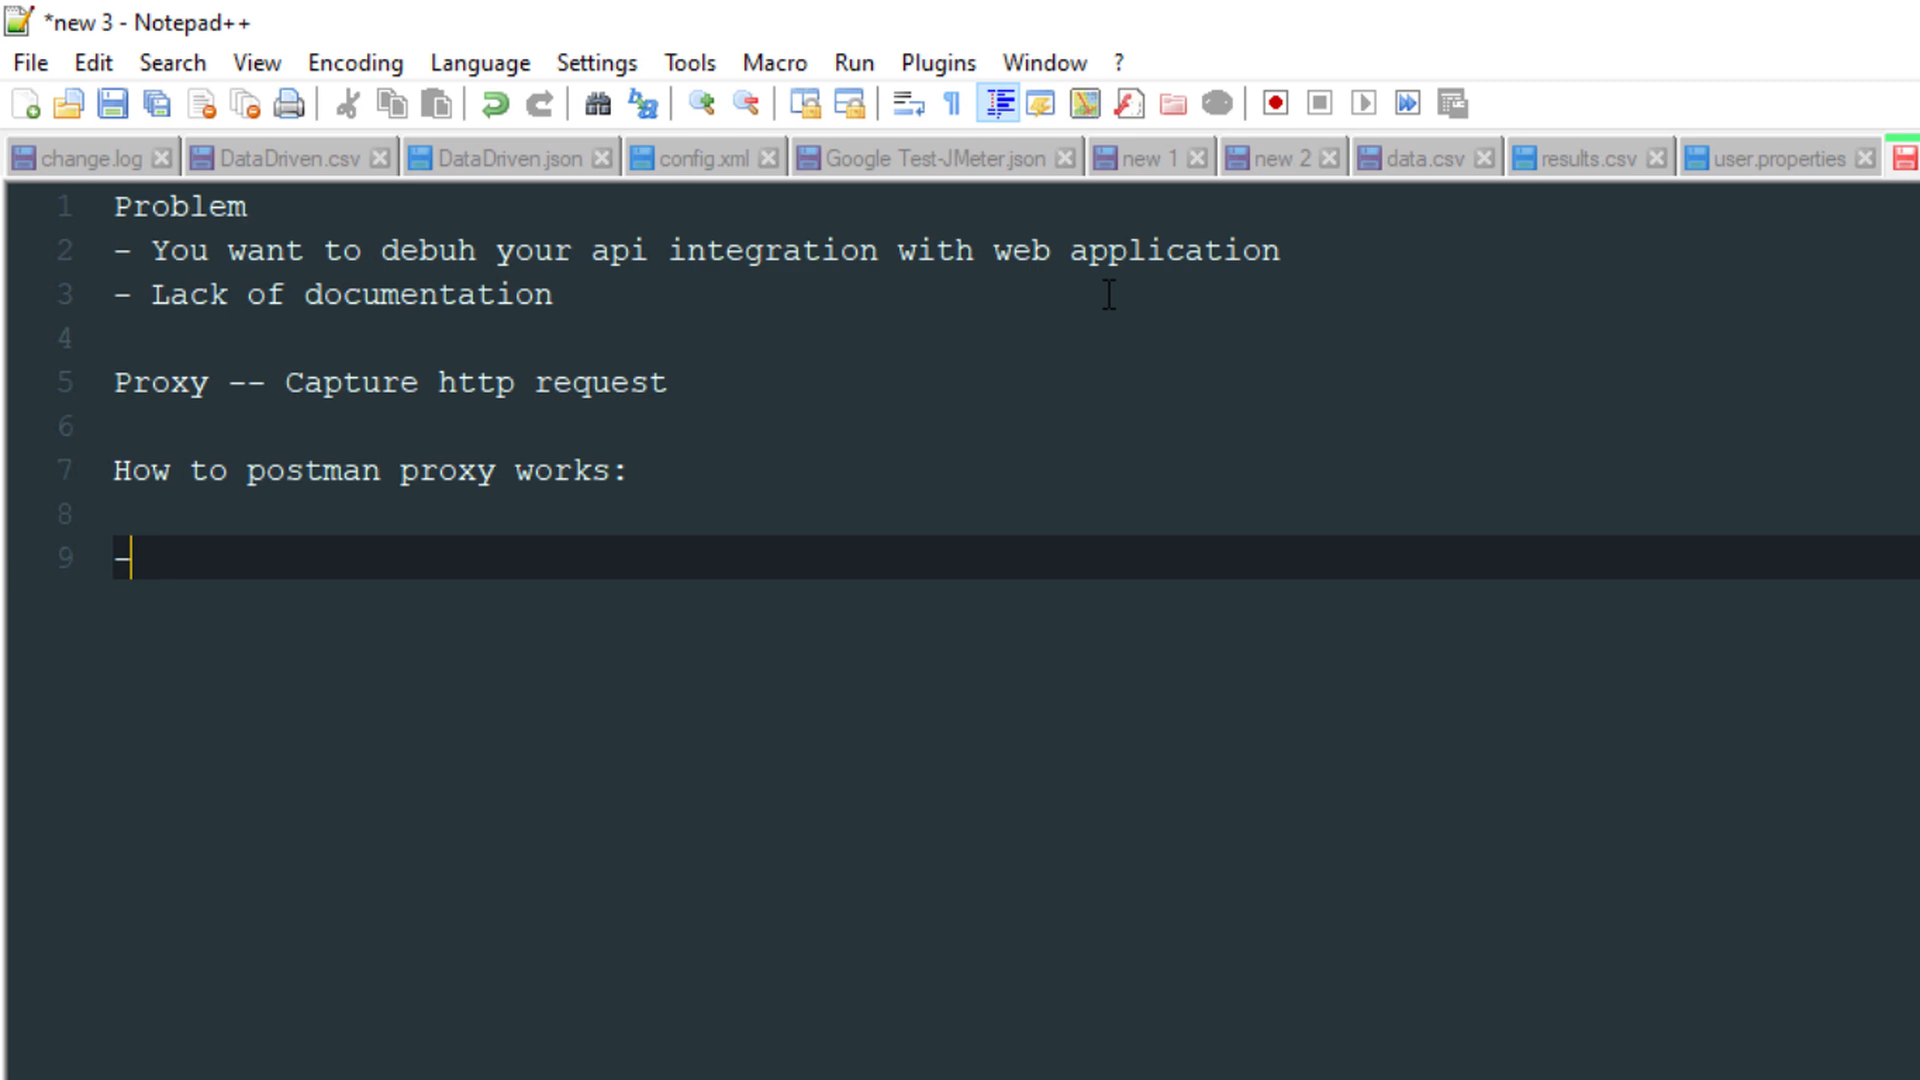 *new 3 - Notepad++
File Edit Search View Encoding Language Settings Tools Macro Run Plugins Window ?
change.log DataDriven.csv DataDriven.json config.xml Google Test-JMeter.json new 1 new 2 data.csv results.csv user.properties
1 Problem
2 - You want to debuh your api integration with web application
3 - Lack of documentation
4
5 Proxy -- Capture http request
6
7 How to postman proxy works:
8
9 -